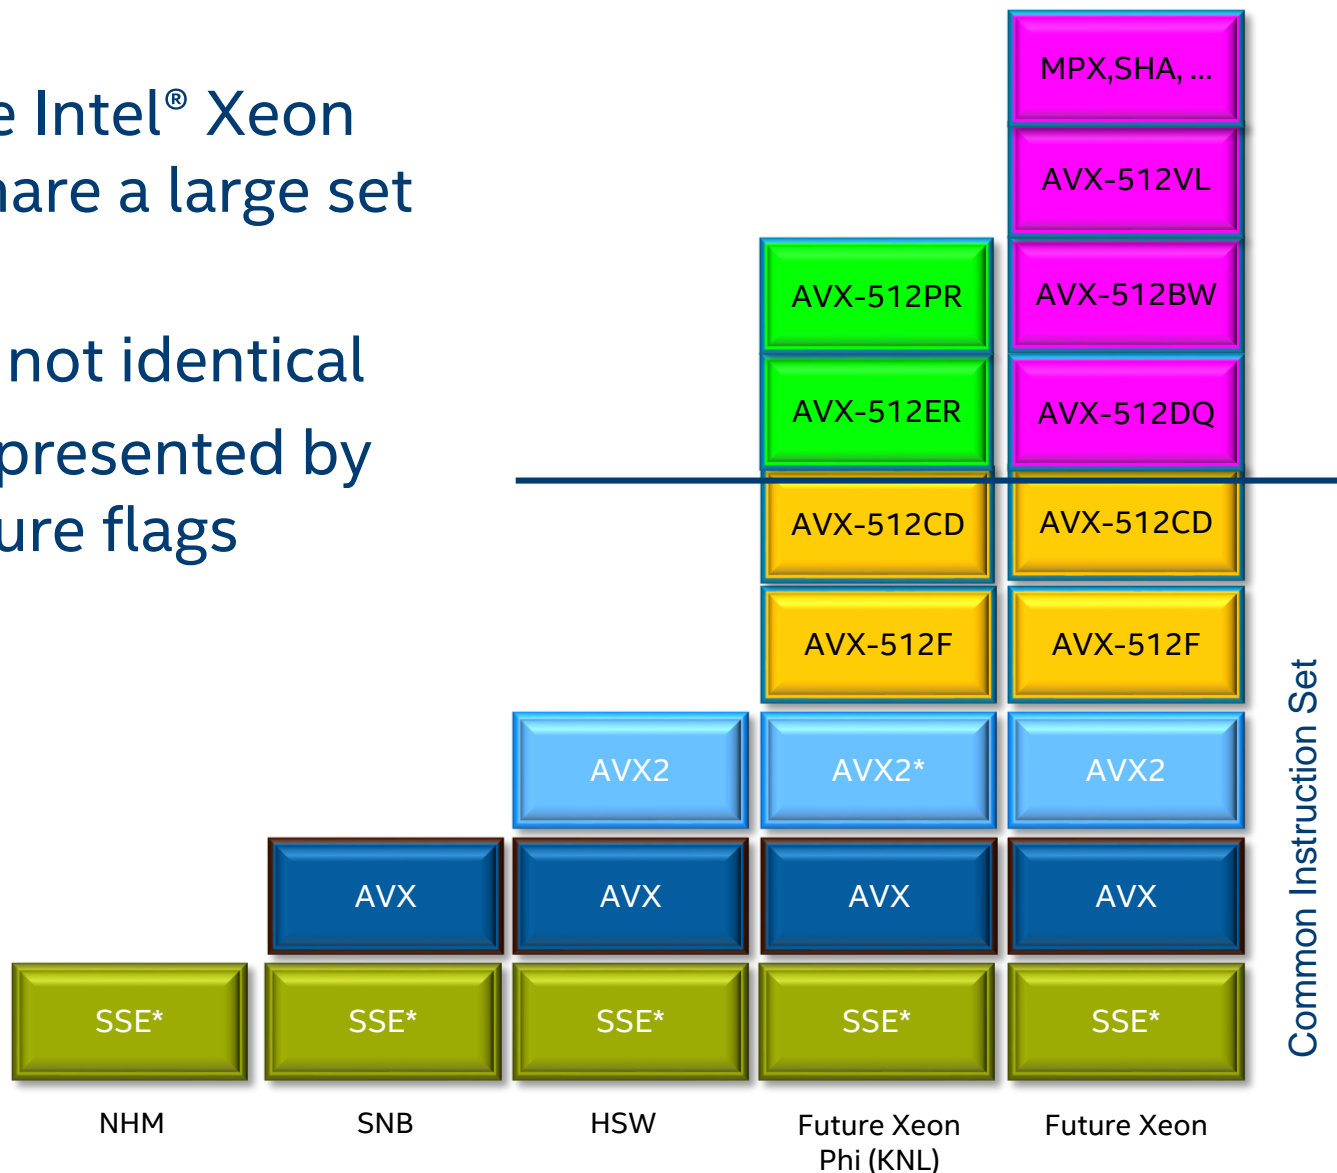 e Intel® Xeon
hare a large set
not identical
presented by
ure flags
MPX,SHA, ...
AVX-512VL
AVX-512PR
AVX-512BW
AVX-512ER
AVX-512DQ
AVX-512CD
AVX-512CD
AVX-512F
AVX-512F
AVX2
AVX2*
AVX2
AVX
AVX
AVX
AVX
SSE*
SSE*
SSE*
SSE*
SSE*
Common Instruction Set
NHM
SNB
HSW
Future Xeon
Phi (KNL)
Future Xeon